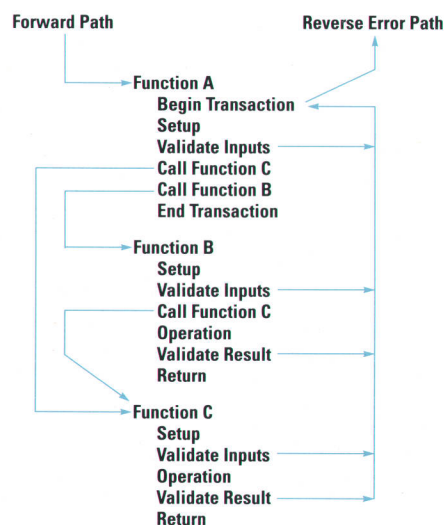 Forward Path
Reverse Error Path
Function A
Begin Transaction
Setup
Validate Inputs
Call Function C
Call Function B
End Transaction
Function B
Setup
Validate Inputs
Call Function C
Operation
Validate Result
Return
Function C
Setup
Validate Inputs
Operation
Validate Result
Return